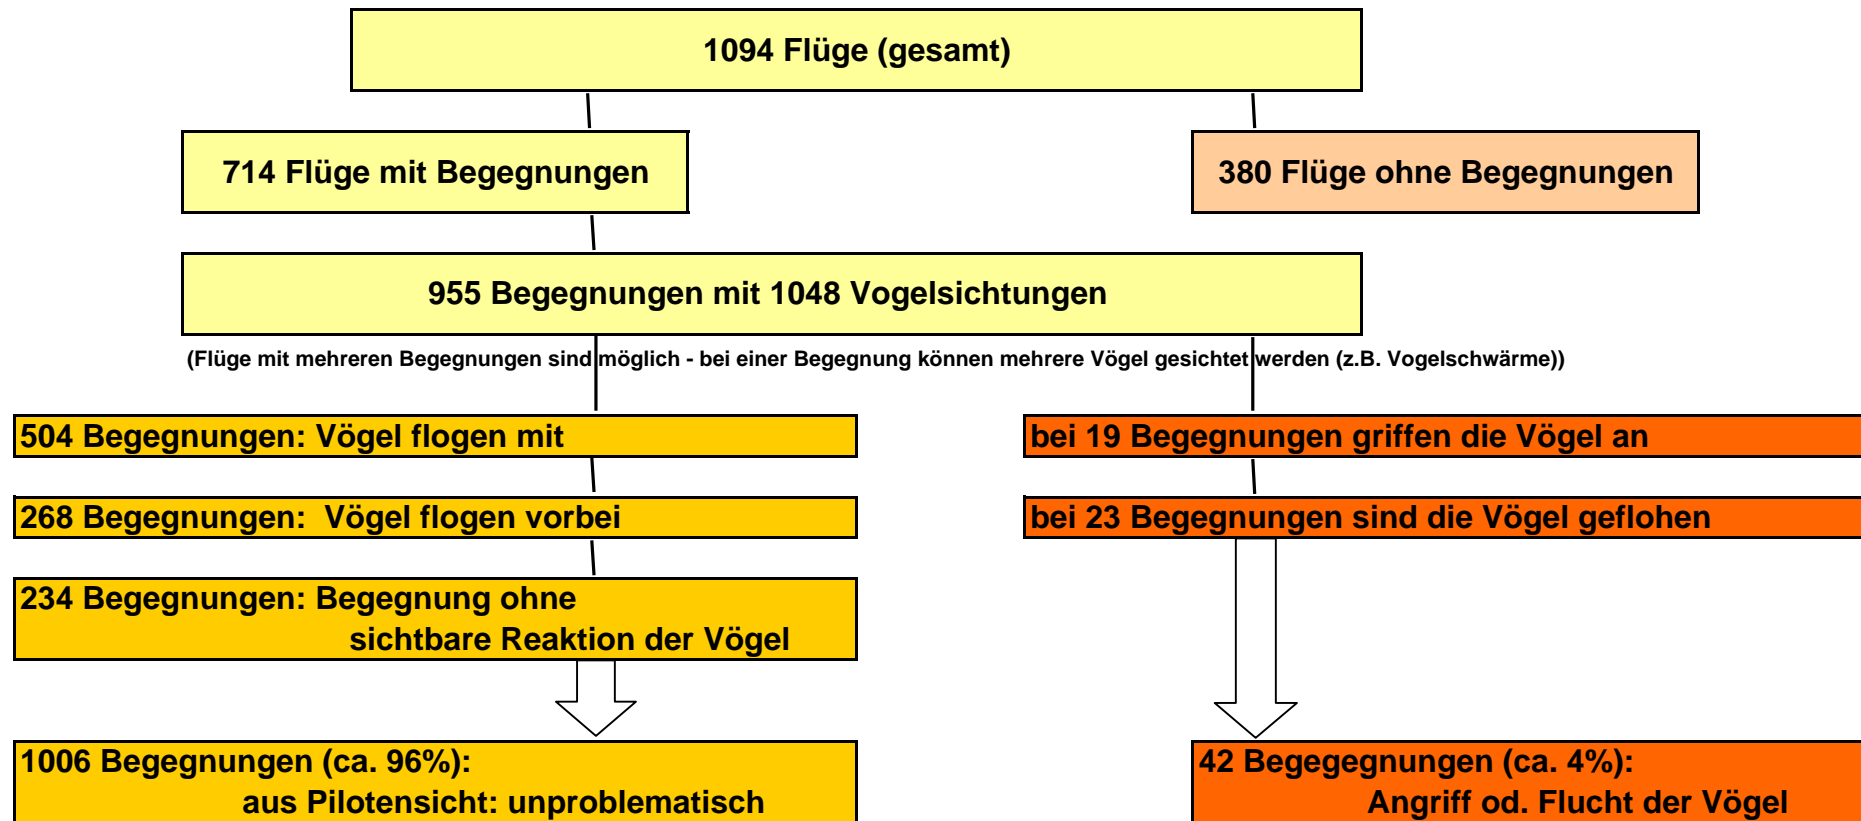 1094 Flüge (gesamt)
714 Flüge mit Begegnungen
380 Flüge ohne Begegnungen
955 Begegnungen mit 1048 Vogelsichtungen
(Flüge mit mehreren Begegnungen sind möglich - bei einer Begegnung können mehrere Vögel gesichtet werden (z.B. Vogelschwärme))
504 Begegnungen: Vögel flogen mit
bei 19 Begegnungen griffen die Vögel an
268 Begegnungen: Vögel flogen vorbei
bei 23 Begegnungen sind die Vögel geflohen
234 Begegnungen: Begegnung ohne
sichtbare Reaktion der Vögel
1006 Begegnungen (ca. 96%):
aus Pilotensicht: unproblematisch
42 Begegegnungen (ca. 4%):
Angriff od. Flucht der Vögel